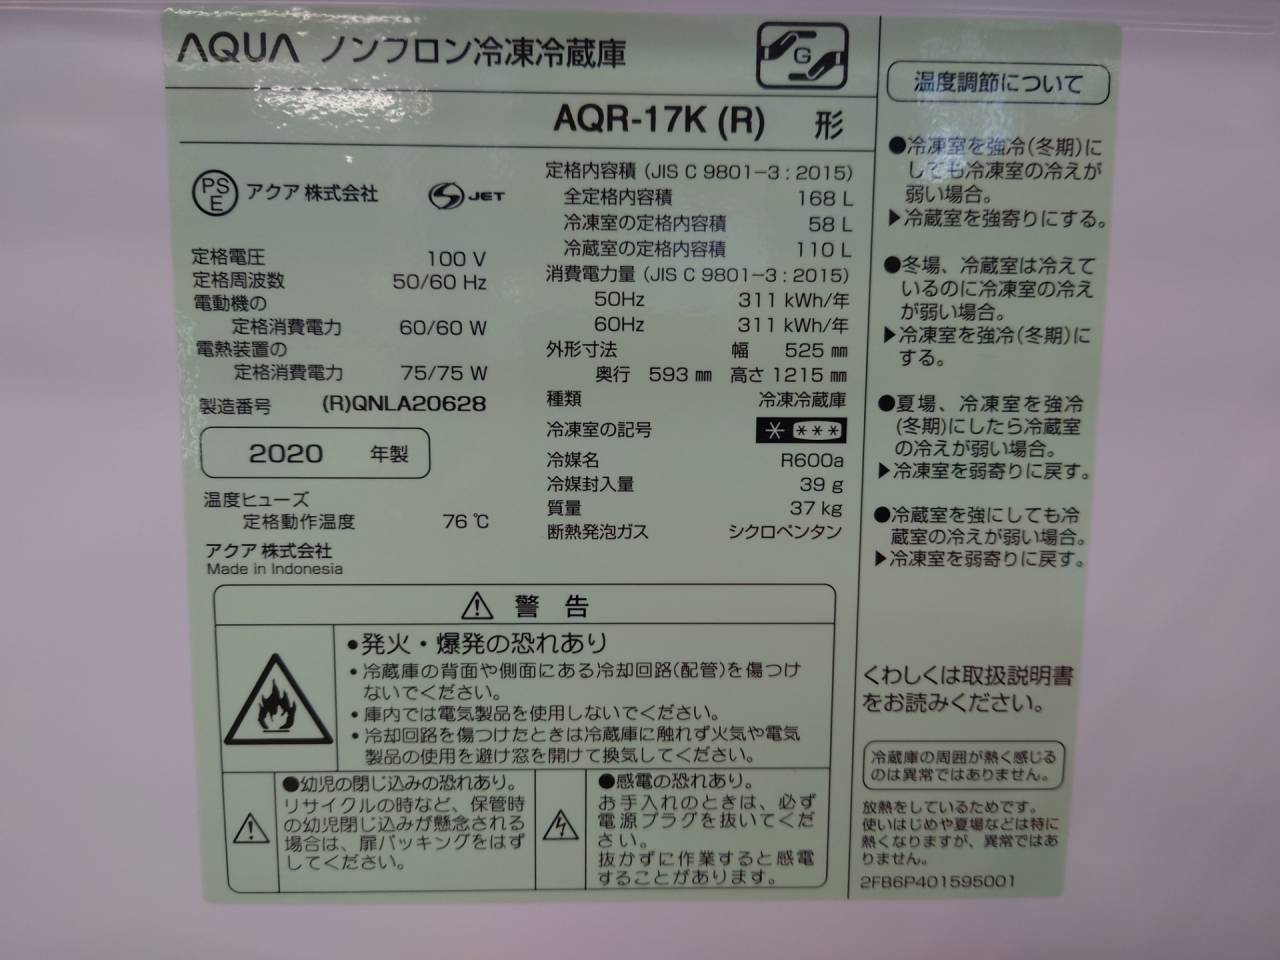 AQUA ノンフロン冷凍冷蔵庫
G
AQR-17K (R) 形
PS
E
アクア 株式会社
S JET
定格電圧 100 V
定格周波数 50/60 Hz
電動機の
定格消費電力 60/60 W
電熱装置の
定格消費電力 75/75 W
製造番号 (R)QNLA20628
2020 年製
温度ヒューズ
定格動作温度 76 ℃
アクア 株式会社
Made in Indonesia
定格内容積 (JIS C 9801-3 : 2015)
全定格内容積 168 L
冷凍室の定格内容積 58 L
冷蔵室の定格内容積 110 L
消費電力量 (JIS C 9801-3 : 2015)
50Hz 311 kWh/年
60Hz 311 kWh/年
外形寸法 幅 525 ㎜
奥行 593 ㎜ 高さ 1215 ㎜
種類 冷凍冷蔵庫
冷凍室の記号 * ***
冷媒名 R600a
冷媒封入量 39 g
質量 37 kg
断熱発泡ガス シクロペンタン
⚠ 警 告
•発火・爆発の恐れあり
・冷蔵庫の背面や側面にある冷却回路(配管)を傷つけ
ないでください。
・庫内では電気製品を使用しないでください。
・冷却回路を傷つけたときは冷蔵庫に触れず火気や電気
製品の使用を避け窓を開けて換気してください。
●幼児の閉じ込みの恐れあり。
リサイクルの時など、保管時
の幼児閉じ込みが懸念される
場合は、扉パッキングをはず
してください。
●感電の恐れあり。
お手入れのときは、必ず
電源プラグを抜いてくだ
さい。
抜かずに作業すると感電
することがあります。
温度調節について
●冷凍室を強冷(冬期)に
しても冷凍室の冷えが
弱い場合。
▶冷蔵室を強寄りにする。
●冬場、冷蔵室は冷えて
いるのに冷凍室の冷え
が弱い場合。
▶冷凍室を強冷(冬期)に
する。
●夏場、冷凍室を強冷
(冬期)にしたら冷蔵室
の冷えが弱い場合。
▶冷凍室を弱寄りに戻す。
●冷蔵室を強にしても冷
蔵室の冷えが弱い場合。
▶冷凍室を弱寄りに戻す。
くわしくは取扱説明書
をお読みください。
冷蔵庫の周囲が熱く感じる
のは異常ではありません。
放熱をしているためです。
使いはじめや夏場などは特に
熱くなりますが、異常ではあ
りません。
2FB6P401595001